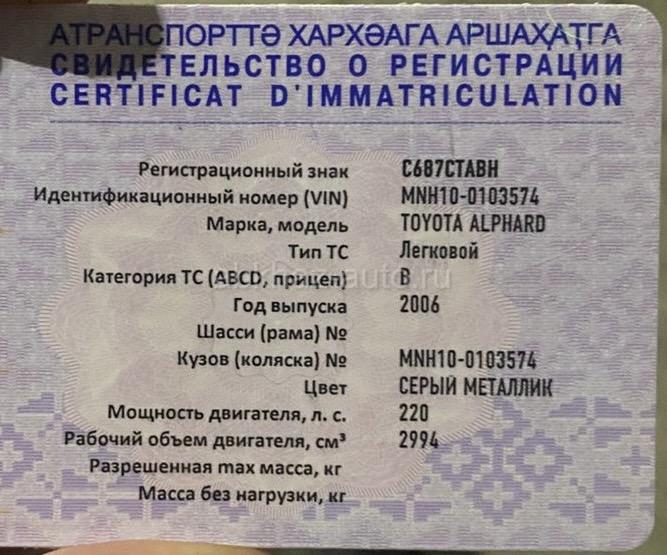 АТРАНСПОРТТӘ ХАРХӘАГА АРШАҲАҬГА
СВИДЕТЕЛЬСТВО О РЕГИСТРАЦИИ
CERTIFICAT D'IMMATRICULATION
Регистрационный знак С687СТАВН
Идентификационный номер (VIN) MNH10-0103574
Марка, модель TOYOTA ALPHARD
Тип ТС Легковой
Категория ТС (ABCD, прицеп) B
Год выпуска 2006
Шасси (рама) №
Кузов (коляска) № MNH10-0103574
Цвет СЕРЫЙ МЕТАЛЛИК
Мощность двигателя, л. с. 220
Рабочий объем двигателя, см³ 2994
Разрешенная max масса, кг
Масса без нагрузки, кг